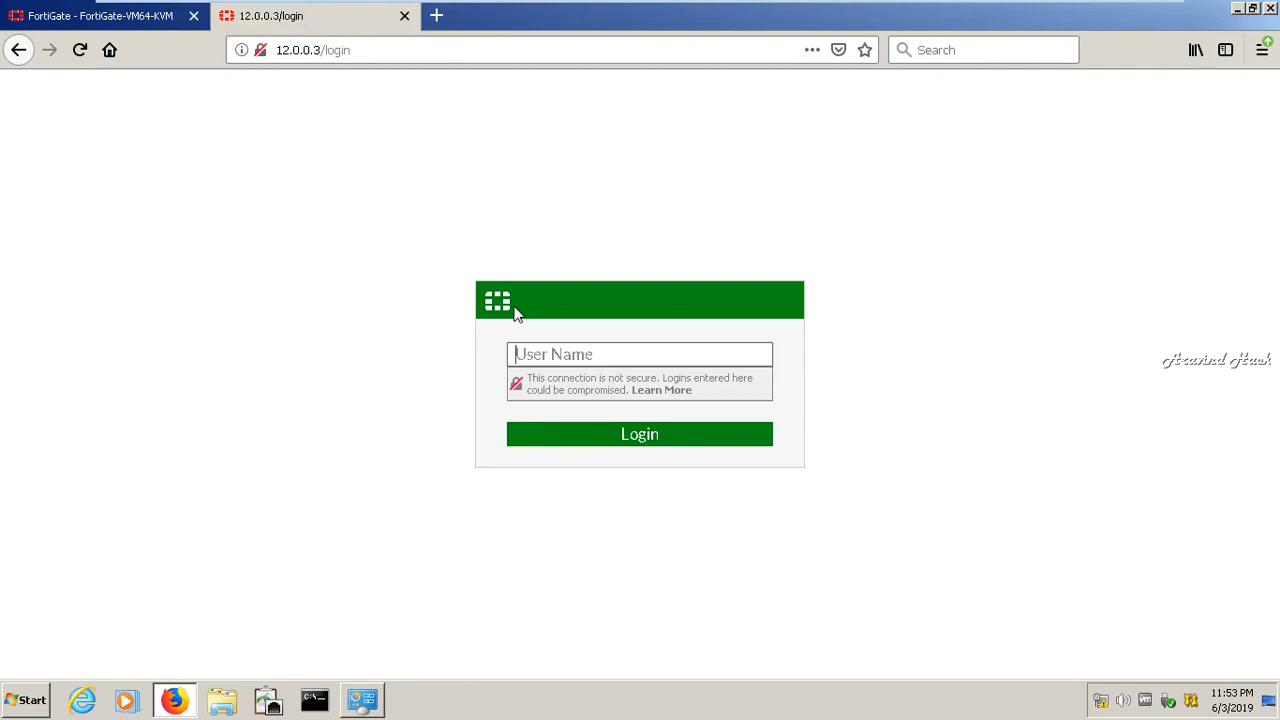 FortiGate - FortiGate-VM64-KVM
12.0.0.3/login
12.0.0.3/login
Search
User Name
This connection is not secure. Logins entered here
could be compromised. Learn More
Login
Aravind Hash
Start
C:\.
11:53 PM
6/3/2019